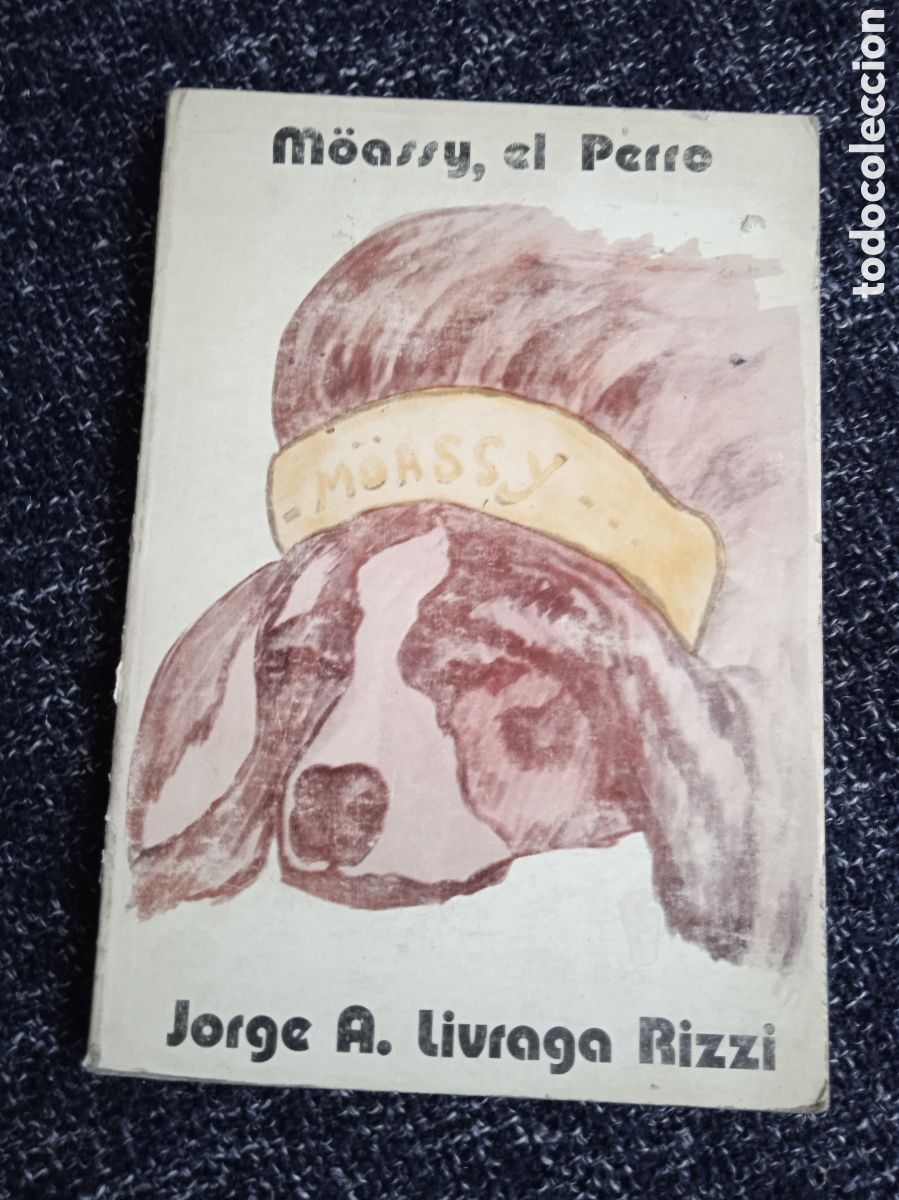 Möassy, el Perro
- MÖASSY - -
Jorge A. Livraga Rizzi
todocoleccion